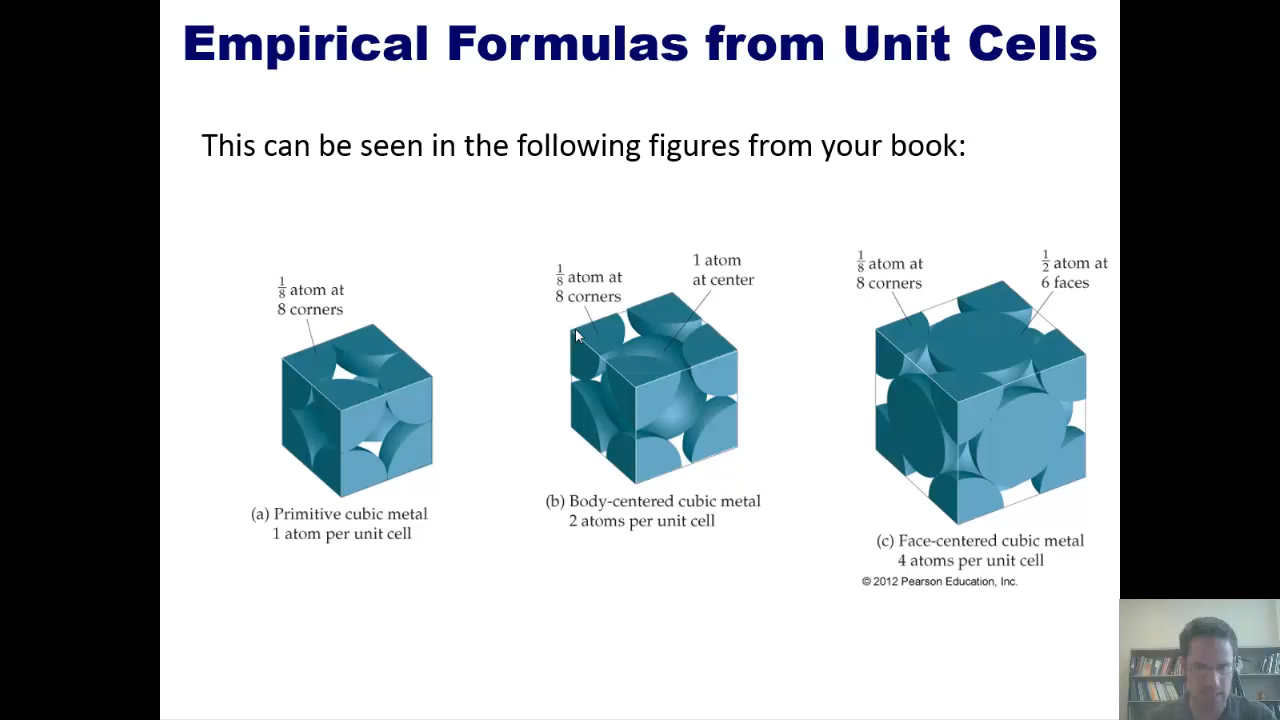 Empirical Formulas from Unit Cells
This can be seen in the following figures from your book:
1/8 atom at
8 corners
(a) Primitive cubic metal
1 atom per unit cell
1/8 atom at
8 corners
1 atom
at center
(b) Body-centered cubic metal
2 atoms per unit cell
1/8 atom at
8 corners
1/2 atom at
6 faces
(c) Face-centered cubic metal
4 atoms per unit cell
© 2012 Pearson Education, Inc.